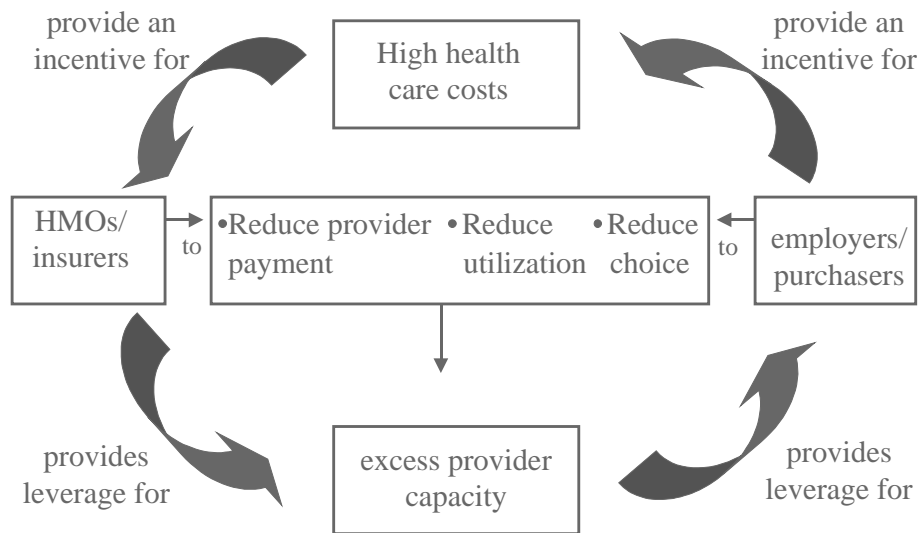 provide an
incentive for
High health
care costs
provide an
incentive for
HMOs/
insurers
to
•Reduce provider
payment
•Reduce
utilization
•Reduce
choice
to
employers/
purchasers
provides
leverage for
excess provider
capacity
provides
leverage for